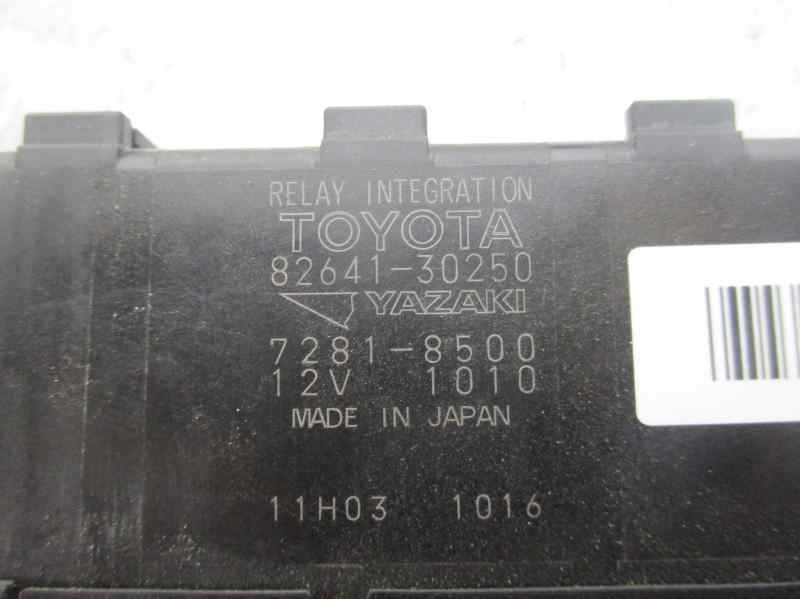 RELAY INTEGRATION
TOYOTA
82641-30250
YAZAKI
7281-8500
12V 1010
MADE IN JAPAN
11H03 1016